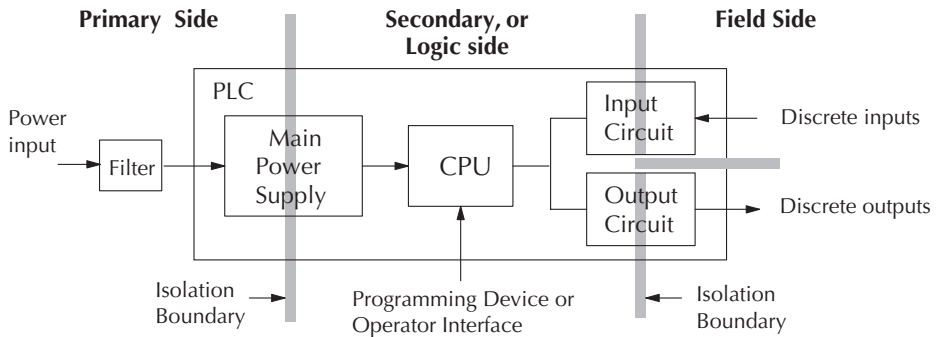 Primary Side
Secondary, or
Logic side
Field Side
PLC
Power
input
Filter
Main
Power
Supply
CPU
Input
Circuit
Discrete inputs
Output
Circuit
Discrete outputs
Isolation
Boundary
Programming Device or
Operator Interface
Isolation
Boundary